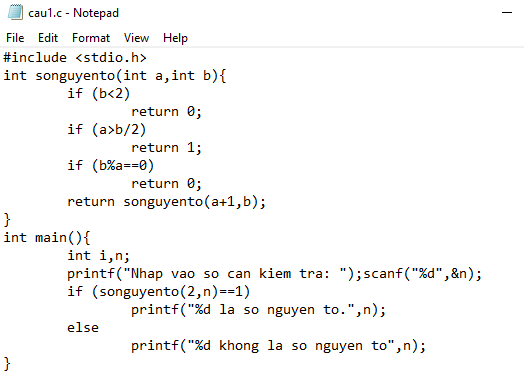 cau1.c - Notepad
File Edit Format View Help
#include <stdio.h>
int songuyento(int a,int b){
        if (b<2)
                return 0;
        if (a>b/2)
                return 1;
        if (b%a==0)
                return 0;
        return songuyento(a+1,b);
}
int main(){
        int i,n;
        printf("Nhap vao so can kiem tra: ");scanf("%d",&n);
        if (songuyento(2,n)==1)
                printf("%d la so nguyen to.",n);
        else
                printf("%d khong la so nguyen to",n);
}